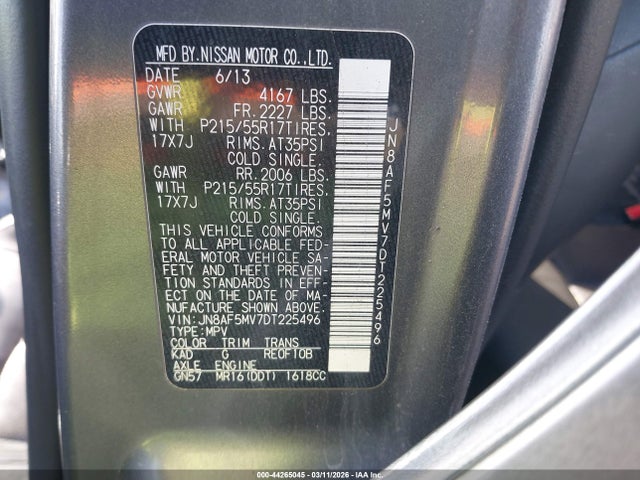 MFD BY.NISSAN MOTOR CO.,LTD.
DATE 6/13
GVWR 4167 LBS.
GAWR FR. 2227 LBS.
WITH P215/55R17TIRES,
17X7J RIMS.AT35PSI
COLD SINGLE.
GAWR RR. 2006 LBS.
WITH P215/55R17TIRES,
17X7J RIMS.AT35PSI
COLD SINGLE.
THIS VEHICLE CONFORMS
TO ALL APPLICABLE FED-
ERAL MOTOR VEHICLE SA-
FETY AND THEFT PREVEN-
TION STANDARDS IN EFF-
ECT ON THE DATE OF MA-
NUFACTURE SHOWN ABOVE.
VIN:JN8AF5MV7DT225496
TYPE:MPV
COLOR TRIM TRANS
KAD G RE0F10B
AXLE ENGINE
GN57 MR16(DDT) 1618CC
JN8AF5MV7DT225496
000-44265045 - 03/11/2026 - IAA Inc.